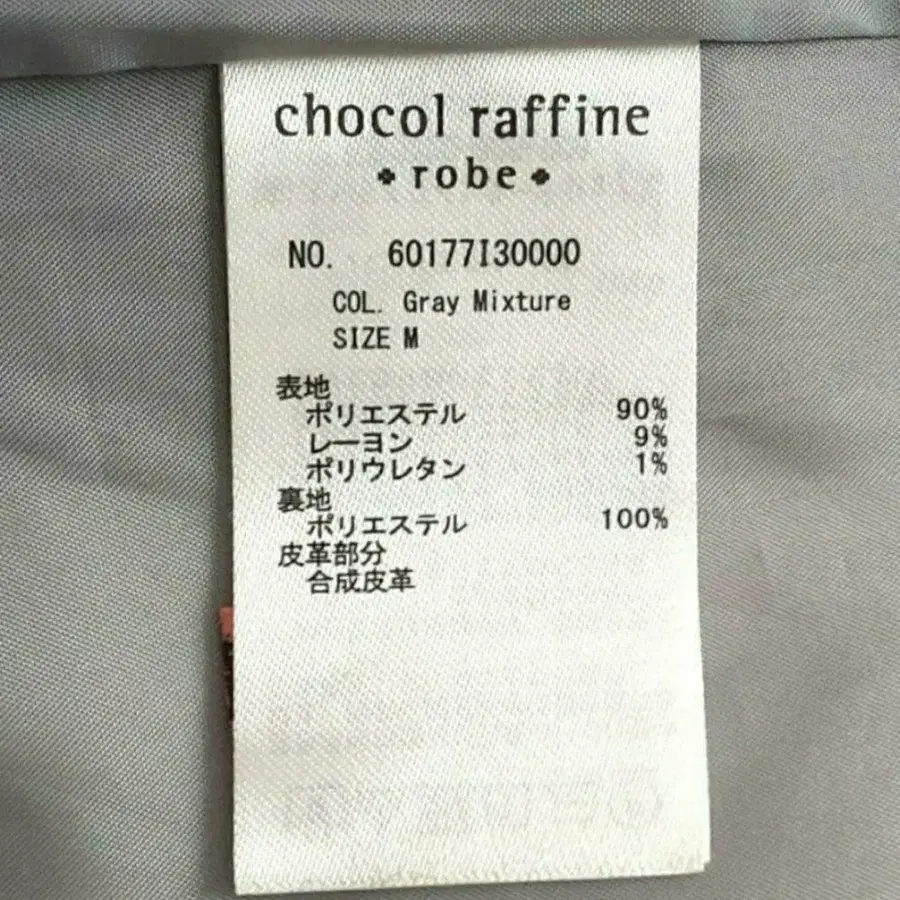 chocol raffine
robe
NO. 60177I30000
COL. Gray Mixture
SIZE M
表地
ポリエステル 90%
レーヨン 9%
ポリウレタン 1%
裏地
ポリエステル 100%
皮革部分
合成皮革